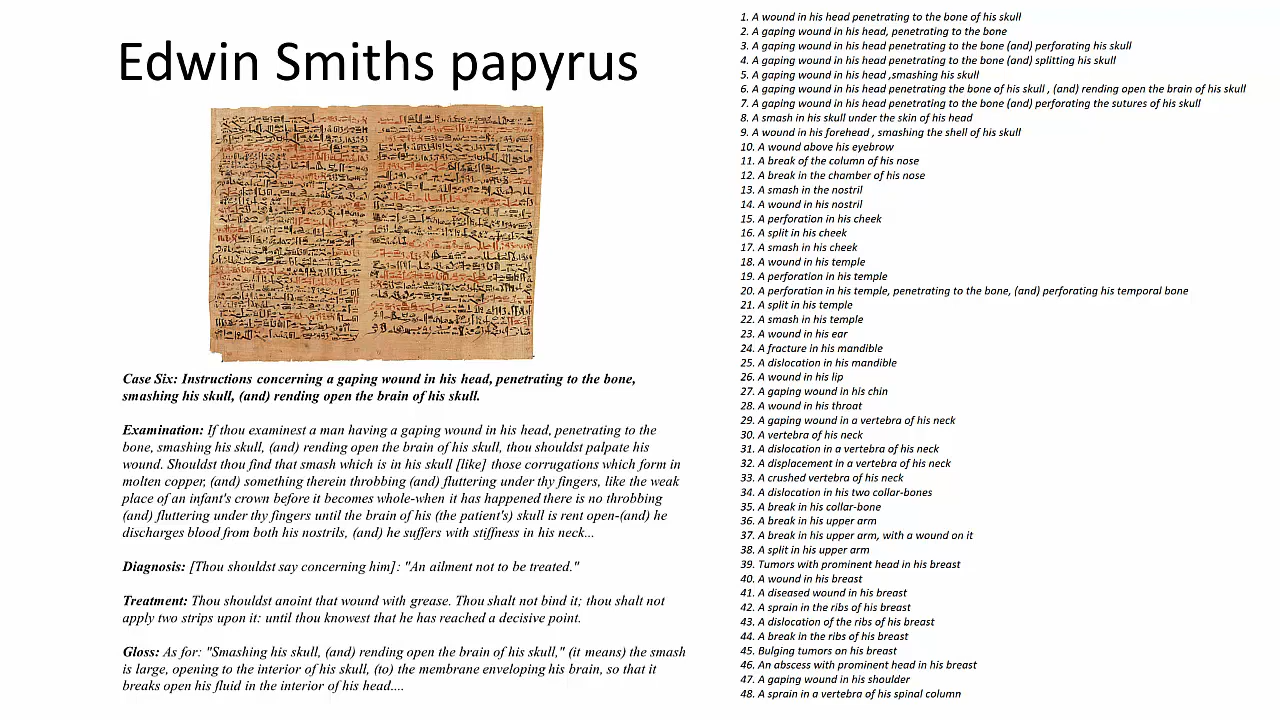 Edwin Smiths papyrus
Case Six: Instructions concerning a gaping wound in his head, penetrating to the bone,
smashing his skull, (and) rending open the brain of his skull.
Examination: If thou examinest a man having a gaping wound in his head, penetrating to the
bone, smashing his skull, (and) rending open the brain of his skull, thou shouldst palpate his
wound. Shouldst thou find that smash which is in his skull [like] those corrugations which form in
molten copper, (and) something therein throbbing (and) fluttering under thy fingers, like the weak
place of an infant's crown before it becomes whole-when it has happened there is no throbbing
(and) fluttering under thy fingers until the brain of his (the patient's) skull is rent open-(and) he
discharges blood from both his nostrils, (and) he suffers with stiffness in his neck...
Diagnosis: [Thou shouldst say concerning him]: "An ailment not to be treated."
Treatment: Thou shouldst anoint that wound with grease. Thou shalt not bind it; thou shalt not
apply two strips upon it: until thou knowest that he has reached a decisive point.
Gloss: As for: "Smashing his skull, (and) rending open the brain of his skull," (it means) the smash
is large, opening to the interior of his skull, (to) the membrane enveloping his brain, so that it
breaks open his fluid in the interior of his head....
1. A wound in his head penetrating to the bone of his skull
2. A gaping wound in his head, penetrating to the bone
3. A gaping wound in his head penetrating to the bone (and) perforating his skull
4. A gaping wound in his head penetrating to the bone (and) splitting his skull
5. A gaping wound in his head ,smashing his skull
6. A gaping wound in his head penetrating the bone of his skull , (and) rending open the brain of his skull
7. A gaping wound in his head penetrating to the bone (and) perforating the sutures of his skull
8. A smash in his skull under the skin of his head
9. A wound in his forehead , smashing the shell of his skull
10. A wound above his eyebrow
11. A break of the column of his nose
12. A break in the chamber of his nose
13. A smash in the nostril
14. A wound in his nostril
15. A perforation in his cheek
16. A split in his cheek
17. A smash in his cheek
18. A wound in his temple
19. A perforation in his temple
20. A perforation in his temple, penetrating to the bone, (and) perforating his temporal bone
21. A split in his temple
22. A smash in his temple
23. A wound in his ear
24. A fracture in his mandible
25. A dislocation in his mandible
26. A wound in his lip
27. A gaping wound in his chin
28. A wound in his throat
29. A gaping wound in a vertebra of his neck
30. A vertebra of his neck
31. A dislocation in a vertebra of his neck
32. A displacement in a vertebra of his neck
33. A crushed vertebra of his neck
34. A dislocation in his two collar-bones
35. A break in his collar-bone
36. A break in his upper arm
37. A break in his upper arm, with a wound on it
38. A split in his upper arm
39. Tumors with prominent head in his breast
40. A wound in his breast
41. A diseased wound in his breast
42. A sprain in the ribs of his breast
43. A dislocation of the ribs of his breast
44. A break in the ribs of his breast
45. Bulging tumors on his breast
46. An abscess with prominent head in his breast
47. A gaping wound in his shoulder
48. A sprain in a vertebra of his spinal column